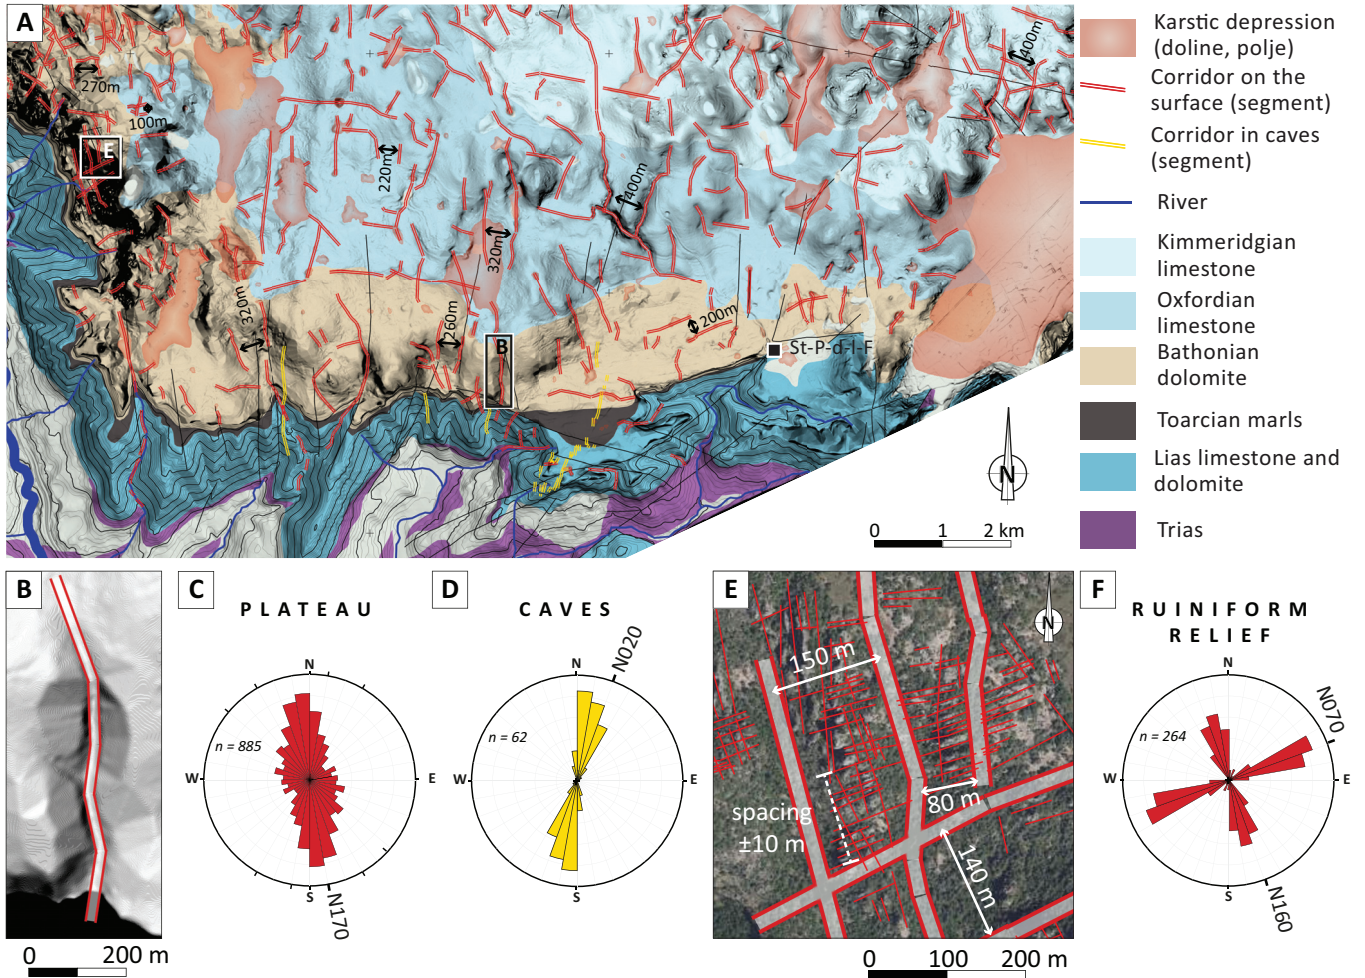 A
270m
100m
E
220m
400m
400m
320m
320m
260m
B
200m
St-P-d-l-F
N
0 1 2 km
Karstic depression
(doline, polje)
Corridor on the
surface (segment)
Corridor in caves
(segment)
River
Kimmeridgian
limestone
Oxfordian
limestone
Bathonian
dolomite
Toarcian marls
Lias limestone and
dolomite
Trias
B
0 200 m
C
PLATEAU
N
n = 885
W
E
S
N170
D
CAVES
N020
N
n = 62
W
E
S
E
N
150 m
80 m
spacing
±10 m
140 m
0 100 200 m
F
RUINIFORM
RELIEF
N
N070
n = 264
W
E
S
N160